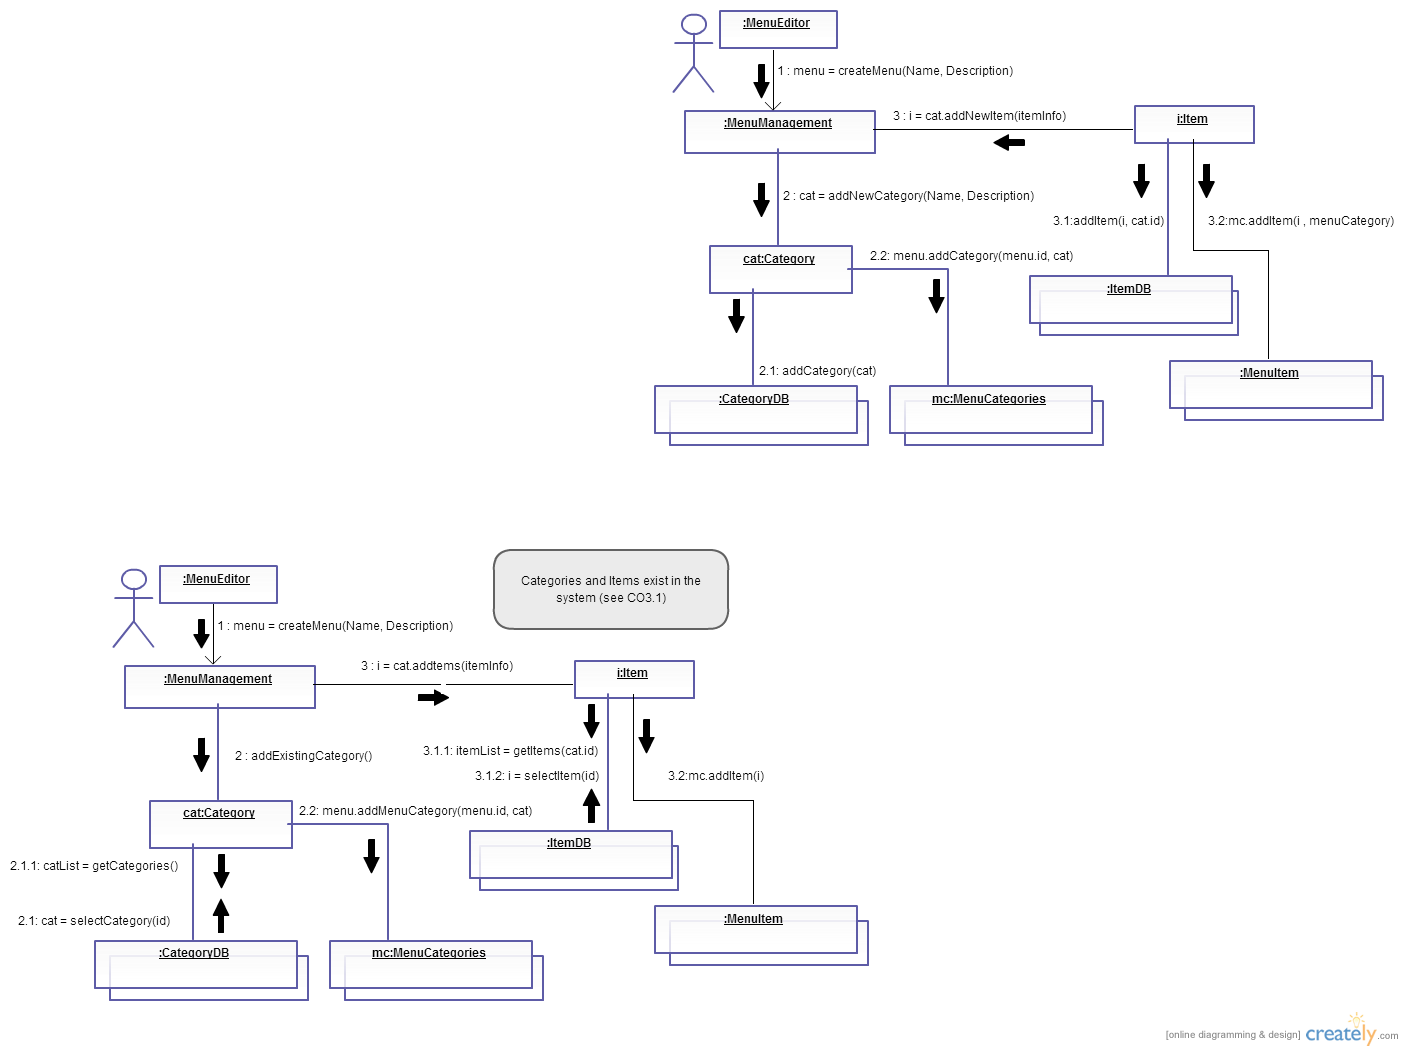 :MenuEditor
1 : menu = createMenu(Name, Description)
:MenuManagement
3 : i = cat.addNewItem(itemInfo)
i:Item
2 : cat = addNewCategory(Name, Description)
3.1:addItem(i, cat.id)
3.2:mc.addItem(i , menuCategory)
cat:Category
2.2: menu.addCategory(menu.id, cat)
:ItemDB
2.1: addCategory(cat)
:MenuItem
:CategoryDB
mc:MenuCategories
Categories and Items exist in the
system (see CO3.1)
:MenuEditor
1 : menu = createMenu(Name, Description)
:MenuManagement
3 : i = cat.addtems(itemInfo)
i:Item
2 : addExistingCategory()
3.1.1: itemList = getItems(cat.id)
3.1.2: i = selectItem(id)
3.2:mc.addItem(i)
cat:Category
2.2: menu.addMenuCategory(menu.id, cat)
:ItemDB
2.1.1: catList = getCategories()
2.1: cat = selectCategory(id)
:MenuItem
:CategoryDB
mc:MenuCategories
[online diagramming & design] creately.com